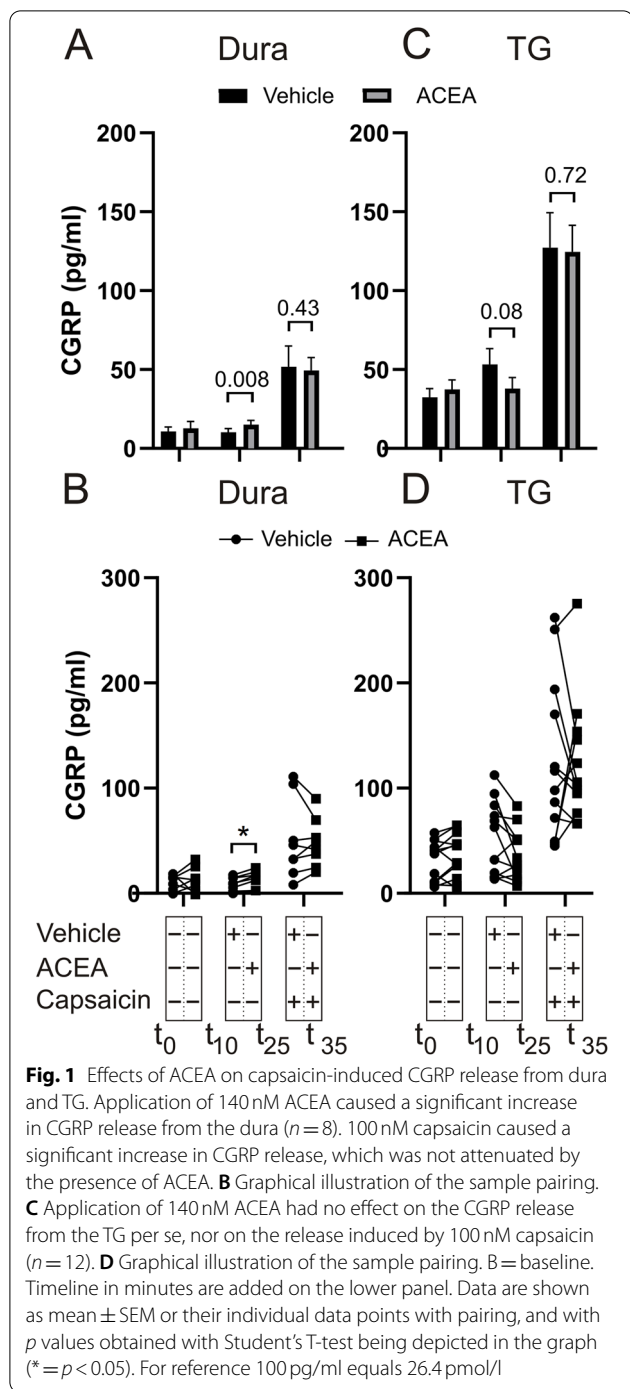 A Dura C TG
Vehicle ACEA
200 200
0.72
150 150
CGRP (pg/ml)
100 0.43 100 0.08
50 0.008 50
0 0
B Dura D TG
Vehicle ACEA
300 300
CGRP (pg/ml)
200 200
100 * 100
0 0
Vehicle − − + − + − − − + − + −
ACEA − − − + − + − − − + − +
Capsaicin − − − − + + − − − − + +
t0 t10 t25 t35 t0 t10 t25 t35
Fig. 1 Effects of ACEA on capsaicin-induced CGRP release from dura
and TG. Application of 140 nM ACEA caused a significant increase
in CGRP release from the dura (n = 8). 100 nM capsaicin caused a
significant increase in CGRP release, which was not attenuated by
the presence of ACEA. B Graphical illustration of the sample pairing.
C Application of 140 nM ACEA had no effect on the CGRP release
from the TG per se, nor on the release induced by 100 nM capsaicin
(n = 12). D Graphical illustration of the sample pairing. B = baseline.
Timeline in minutes are added on the lower panel. Data are shown
as mean ± SEM or their individual data points with pairing, and with
p values obtained with Student's T-test being depicted in the graph
(* = p < 0.05). For reference 100 pg/ml equals 26.4 pmol/l